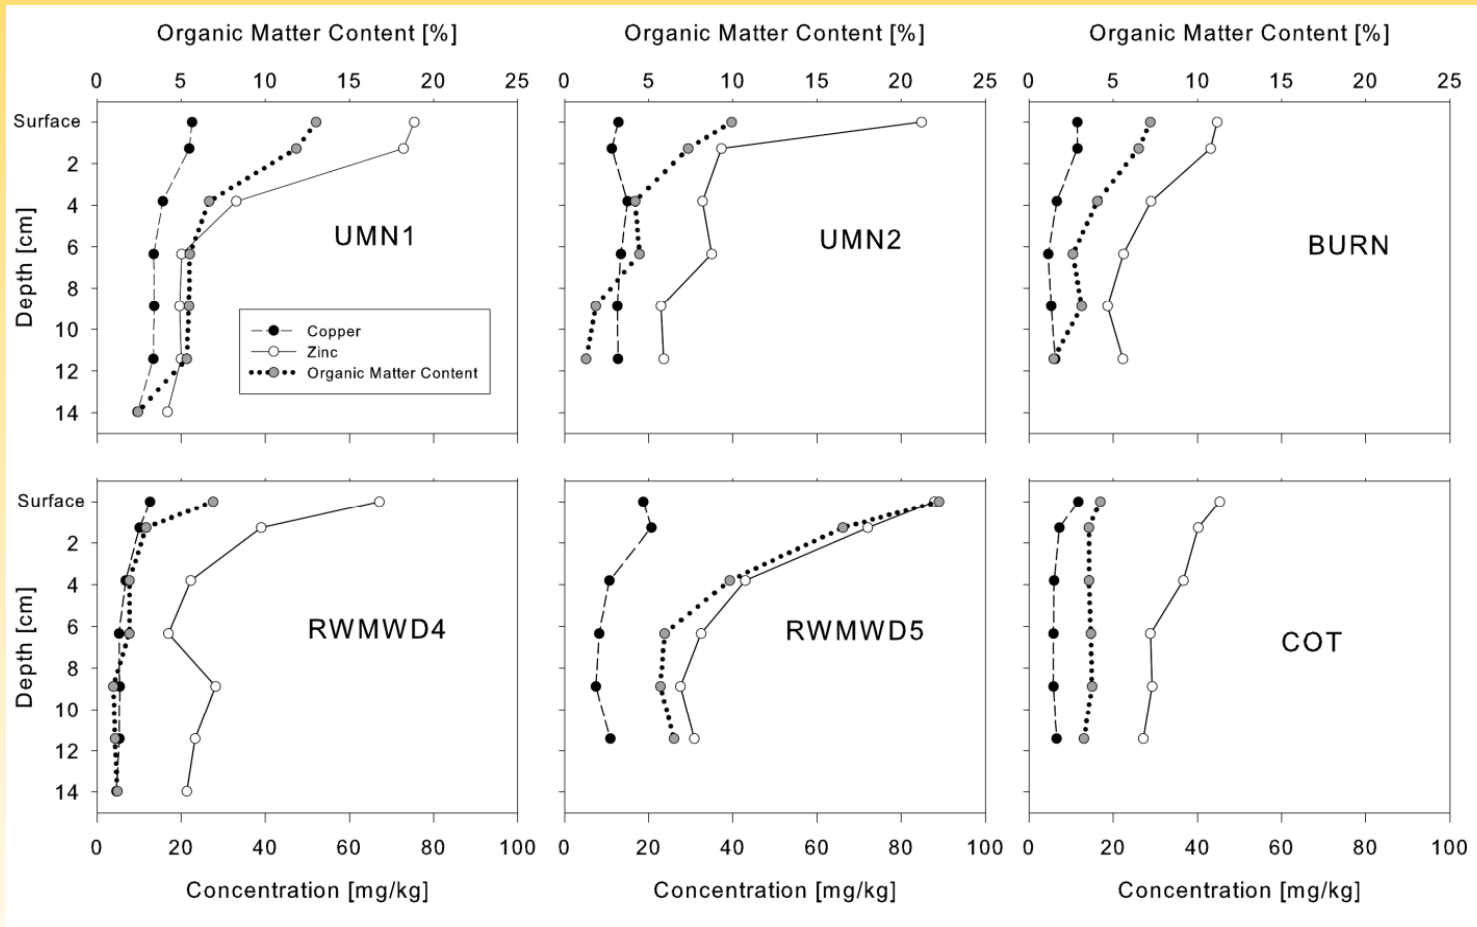 Organic Matter Content [%]
Organic Matter Content [%]
Organic Matter Content [%]
0 5 10 15 20 25
0 5 10 15 20 25
0 5 10 15 20 25
Depth [cm]
Surface
2
4
6
8
10
12
14
UMN1
Copper
Zinc
Organic Matter Content
UMN2
BURN
Depth [cm]
Surface
2
4
6
8
10
12
14
RWMWD4
RWMWD5
COT
0 20 40 60 80 100
0 20 40 60 80 100
0 20 40 60 80 100
Concentration [mg/kg]
Concentration [mg/kg]
Concentration [mg/kg]